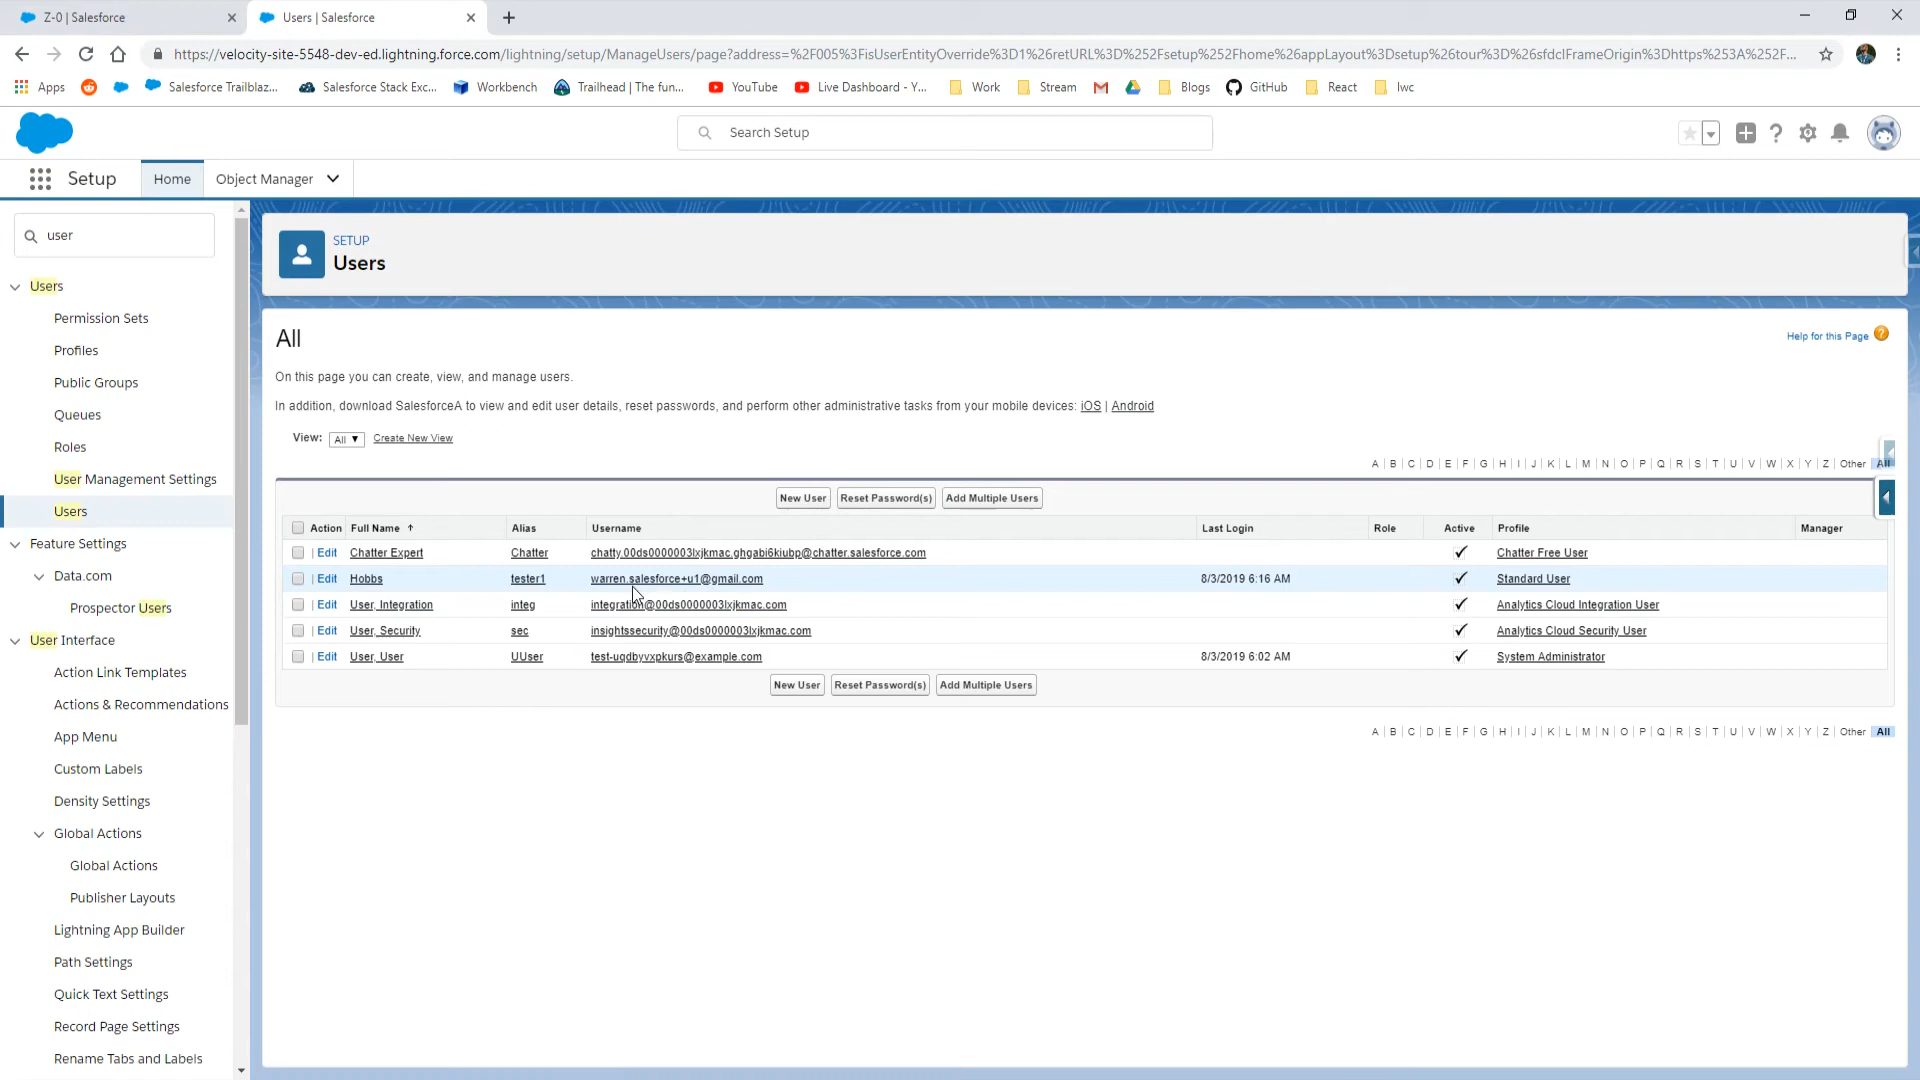 Z-0 | Salesforce
Users | Salesforce
https://velocity-site-5548-dev-ed.lightning.force.com/lightning/setup/ManageUsers/page?address=%2F005%3FisUserEntityOverride%3D1%26retURL%3D%252Fsetup%252Fhome%26appLayout%3Dsetup%26tour%3D%26sfdcIFrameOrigin%3Dhttps%253A%252F...
Apps
Salesforce Trailblaz...
Salesforce Stack Exc...
Workbench
Trailhead | The fun...
YouTube
Live Dashboard - Y...
Work
Stream
Blogs
GitHub
React
lwc
Search Setup
Setup
Home
Object Manager
user
Users
Permission Sets
Profiles
Public Groups
Queues
Roles
User Management Settings
Users
Feature Settings
Data.com
Prospector Users
User Interface
Action Link Templates
Actions & Recommendations
App Menu
Custom Labels
Density Settings
Global Actions
Global Actions
Publisher Layouts
Lightning App Builder
Path Settings
Quick Text Settings
Record Page Settings
Rename Tabs and Labels
SETUP
Users
All
Help for this Page ?
On this page you can create, view, and manage users.
In addition, download SalesforceA to view and edit user details, reset passwords, and perform other administrative tasks from your mobile devices: iOS | Android
View: All Create New View
A | B | C | D | E | F | G | H | I | J | K | L | M | N | O | P | Q | R | S | T | U | V | W | X | Y | Z | Other All
New User Reset Password(s) Add Multiple Users
Action Full Name Alias Username Last Login Role Active Profile Manager
| Edit Chatter Expert Chatter chatty.00ds0000003lxjkmac.ghgabi6kiubp@chatter.salesforce.com Chatter Free User
| Edit Hobbs tester1 warren.salesforce+u1@gmail.com 8/3/2019 6:16 AM Standard User
| Edit User, Integration integ integration@00ds0000003lxjkmac.com Analytics Cloud Integration User
| Edit User, Security sec insightssecurity@00ds0000003lxjkmac.com Analytics Cloud Security User
| Edit User, User UUser test-uqdbyvxpkurs@example.com 8/3/2019 6:02 AM System Administrator
New User Reset Password(s) Add Multiple Users
A | B | C | D | E | F | G | H | I | J | K | L | M | N | O | P | Q | R | S | T | U | V | W | X | Y | Z | Other All